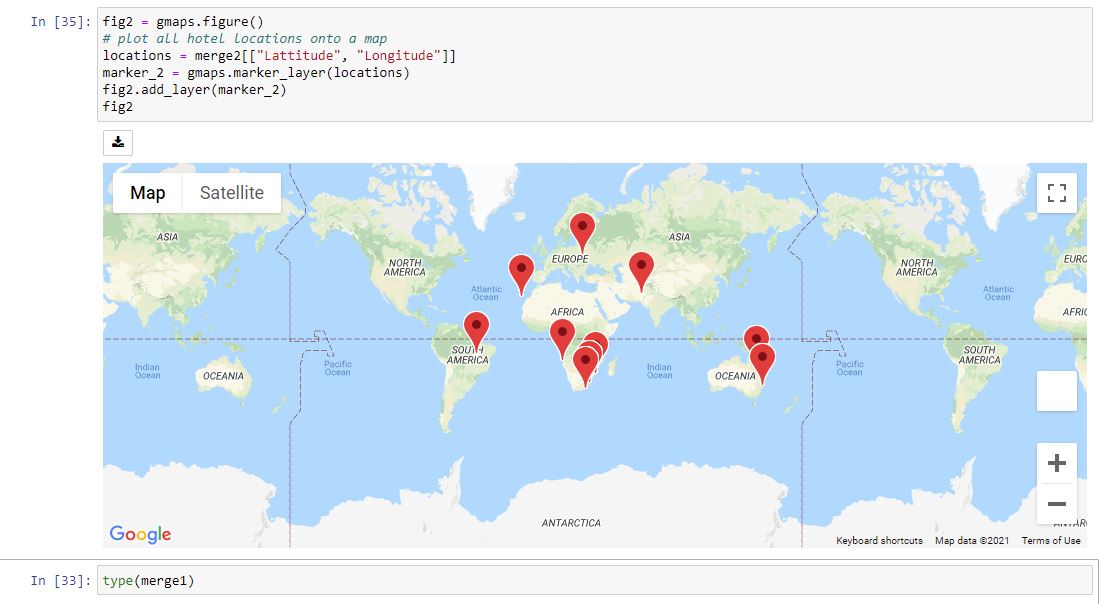 In [35]: fig2 = gmaps.figure()
# plot all hotel locations onto a map
locations = merge2[["Lattitude", "Longitude"]]
marker_2 = gmaps.marker_layer(locations)
fig2.add_layer(marker_2)
fig2
Map Satellite
ASIA
NORTH
AMERICA
EUROPE
ASIA
NORTH
AMERICA
EURO
Atlantic
Ocean
Atlantic
Ocean
AFRICA
AFRIC
SOUTH
AMERICA
SOUTH
AMERICA
Indian
Ocean
OCEANIA
Pacific
Ocean
Indian
Ocean
OCEANIA
Pacific
Ocean
ANTARCTICA
ANTAR
Google
Keyboard shortcuts Map data ©2021 Terms of Use
In [33]: type(merge1)